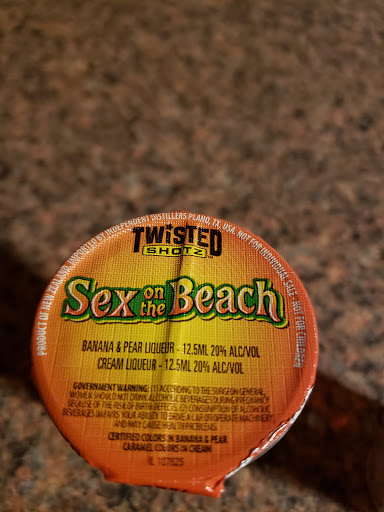 PRODUCT OF NEW ZEALAND. IMPORTED BY INDEPENDENT DISTILLERS PLANO, TX, USA. NOT FOR INDIVIDUAL SALE. NOT FOR CHILDREN
TWiSTED
SHOTZ
Sex on the Beach
BANANA & PEAR LIQUEUR - 12.5ML 20% ALC/VOL
CREAM LIQUEUR - 12.5ML 20% ALC/VOL
GOVERNMENT WARNING: (1) ACCORDING TO THE SURGEON GENERAL,
WOMEN SHOULD NOT DRINK ALCOHOLIC BEVERAGES DURING PREGNANCY
BECAUSE OF THE RISK OF BIRTH DEFECTS. (2) CONSUMPTION OF ALCOHOLIC
BEVERAGES IMPAIRS YOUR ABILITY TO DRIVE A CAR OR OPERATE MACHINERY,
AND MAY CAUSE HEALTH PROBLEMS.
CERTIFIED COLORS IN BANANA & PEAR
CARAMEL COLORS IN CREAM